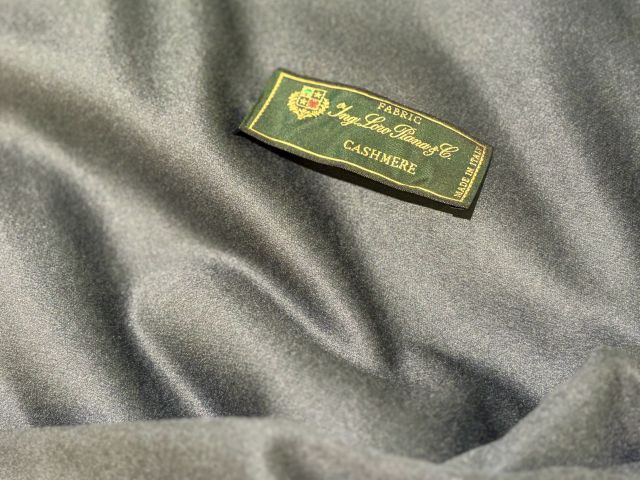 FABRIC
Ing. Loro Piana & C.
CASHMERE
MADE IN ITALY